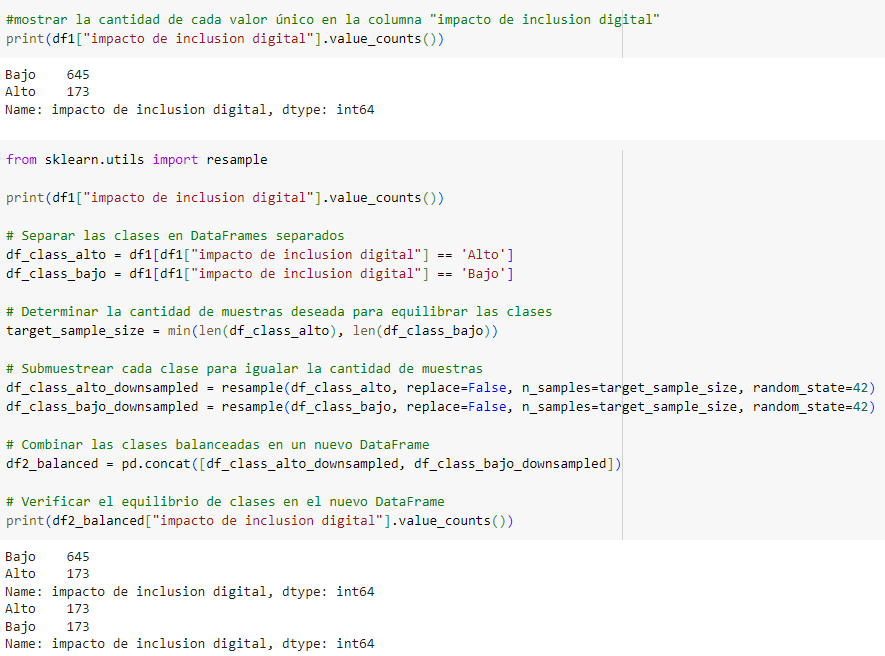 #mostrar la cantidad de cada valor único en la columna "impacto de inclusion digital"
print(df1["impacto de inclusion digital"].value_counts())
Bajo    645
Alto    173
Name: impacto de inclusion digital, dtype: int64
from sklearn.utils import resample
print(df1["impacto de inclusion digital"].value_counts())
# Separar las clases en DataFrames separados
df_class_alto = df1[df1["impacto de inclusion digital"] == 'Alto']
df_class_bajo = df1[df1["impacto de inclusion digital"] == 'Bajo']
# Determinar la cantidad de muestras deseada para equilibrar las clases
target_sample_size = min(len(df_class_alto), len(df_class_bajo))
# Submuestrear cada clase para igualar la cantidad de muestras
df_class_alto_downsampled = resample(df_class_alto, replace=False, n_samples=target_sample_size, random_state=42)
df_class_bajo_downsampled = resample(df_class_bajo, replace=False, n_samples=target_sample_size, random_state=42)
# Combinar las clases balanceadas en un nuevo DataFrame
df2_balanced = pd.concat([df_class_alto_downsampled, df_class_bajo_downsampled])
# Verificar el equilibrio de clases en el nuevo DataFrame
print(df2_balanced["impacto de inclusion digital"].value_counts())
Bajo    645
Alto    173
Name: impacto de inclusion digital, dtype: int64
Alto    173
Bajo    173
Name: impacto de inclusion digital, dtype: int64